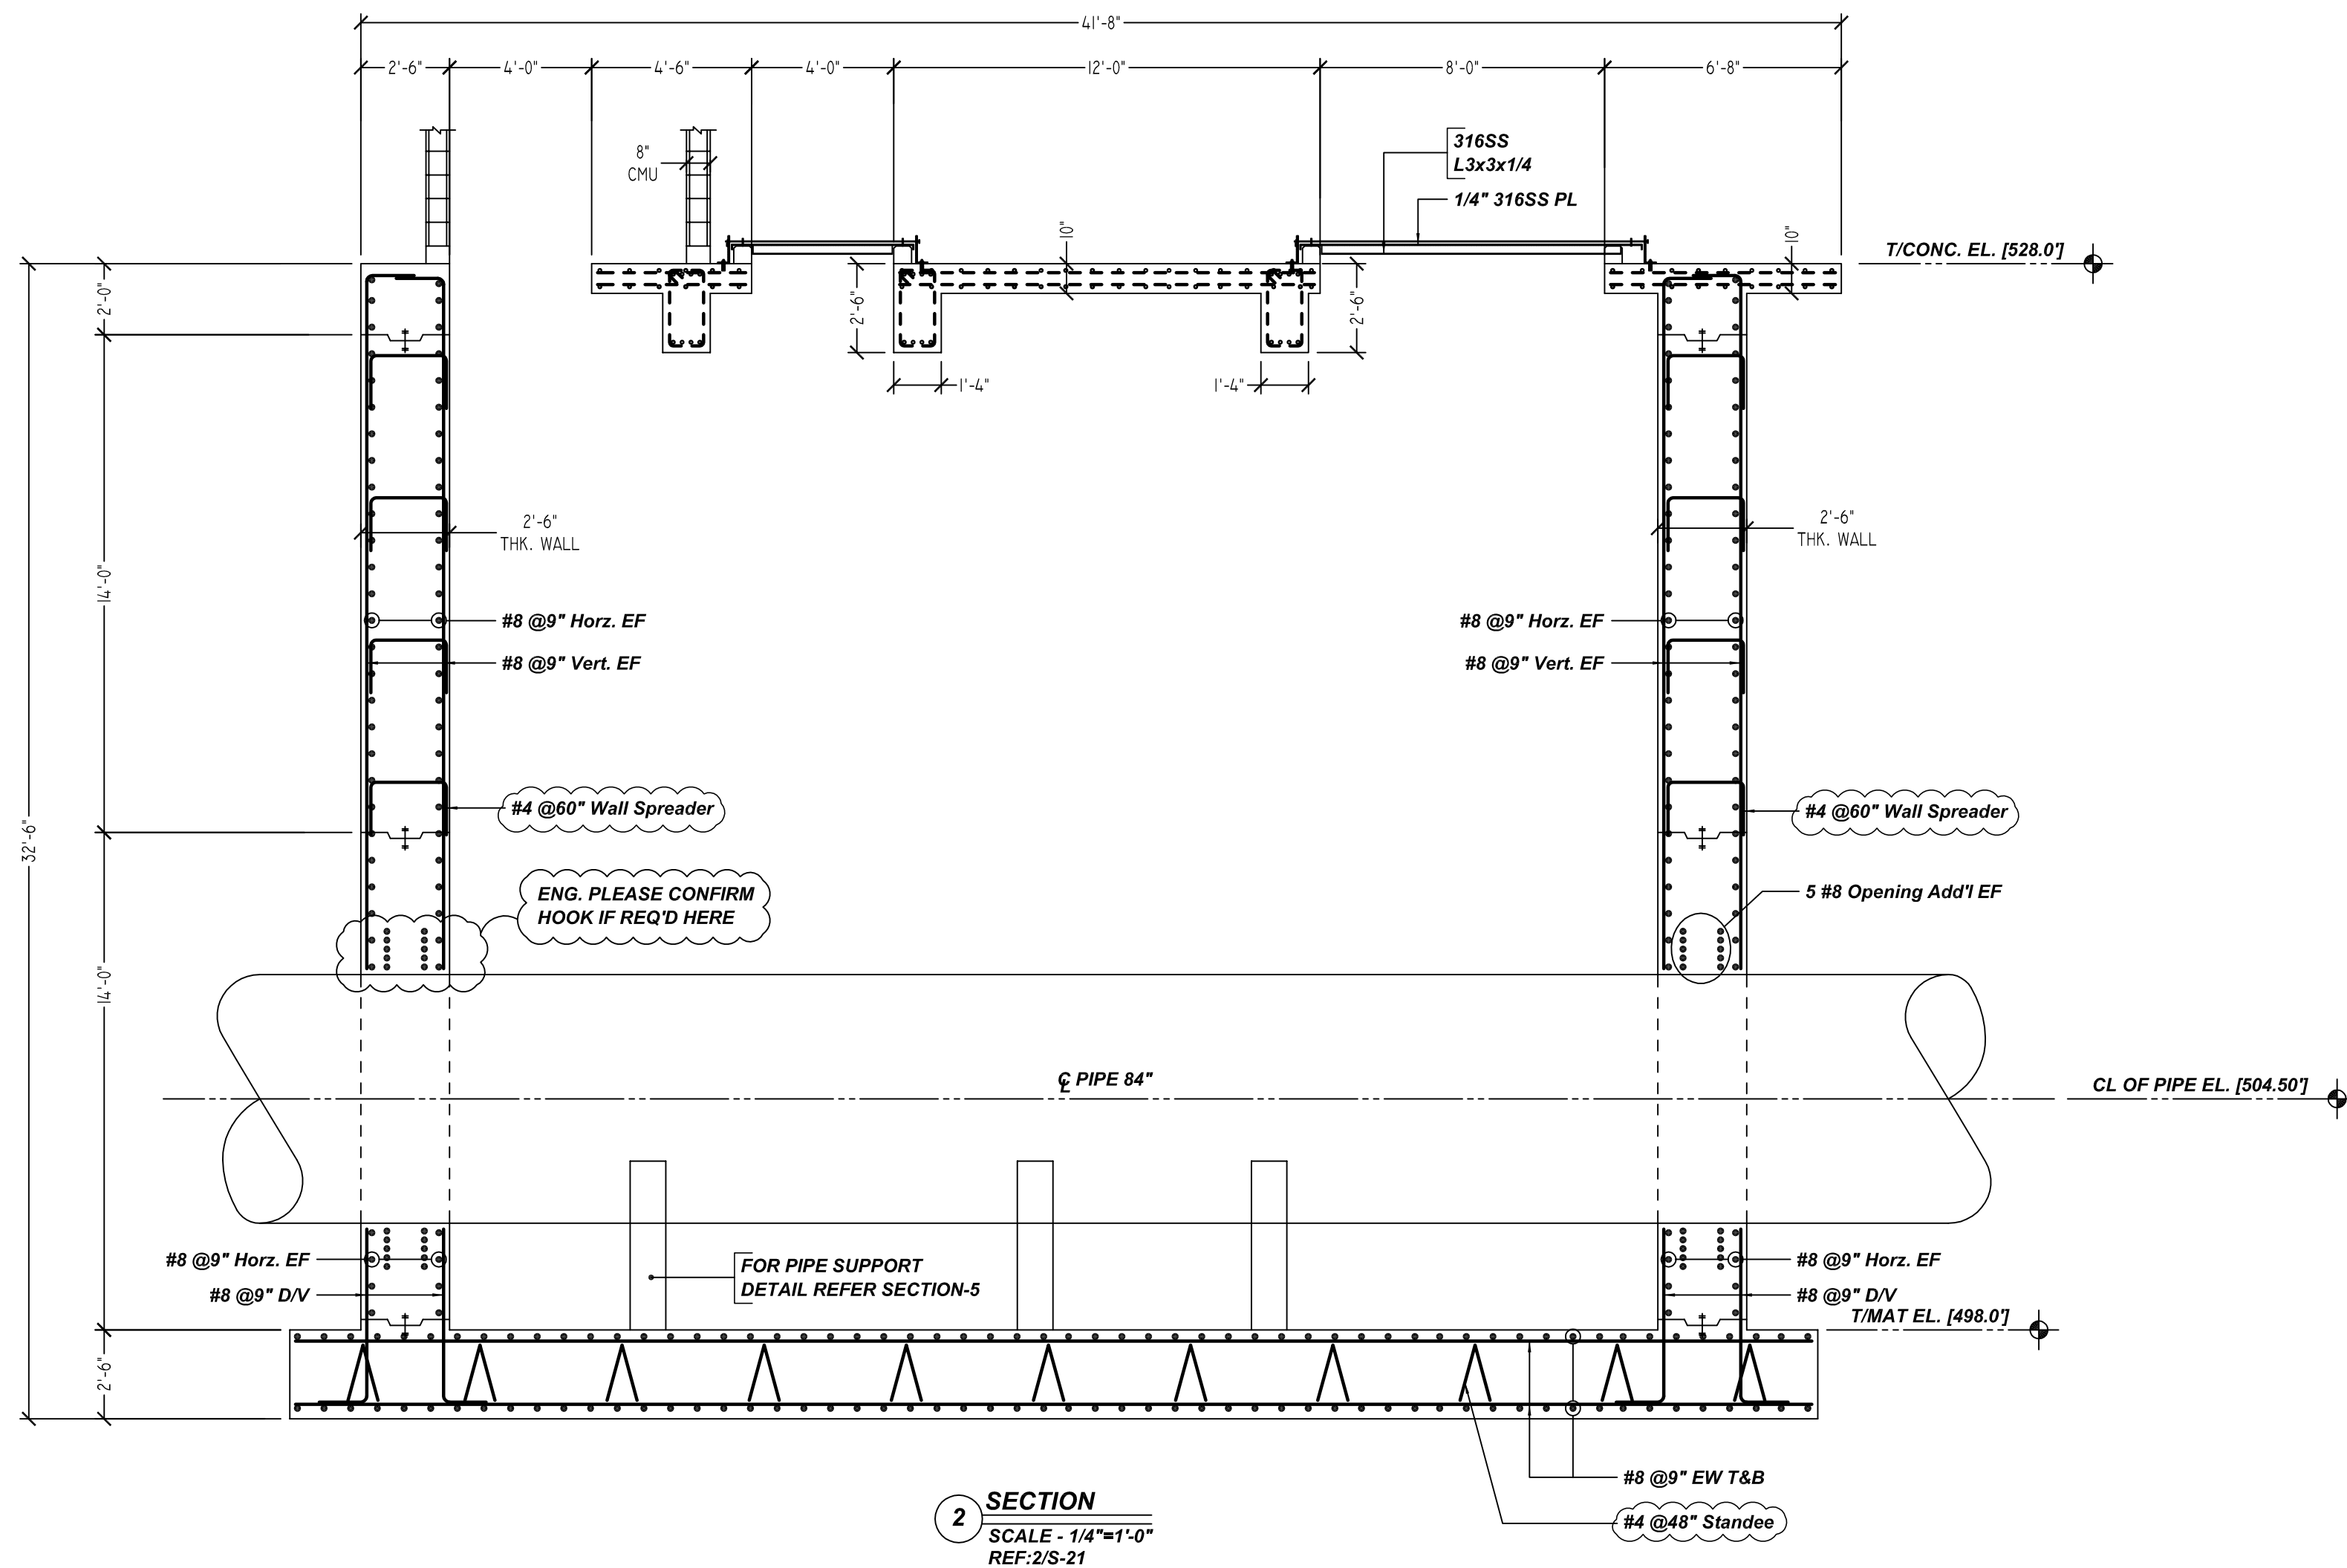 41'-8"
2'-6"
4'-0"
4'-6"
4'-0"
12'-0"
8'-0"
6'-8"
316SS
L3x3x1/4
8"
CMU
1/4" 316SS PL
10"
10"
T/CONC. EL. [528.0']
2'-0"
2'-6"
2'-6"
1'-4"
1'-4"
2'-6"
THK. WALL
2'-6"
THK. WALL
14'-0"
#8 @9" Horz. EF
#8 @9" Horz. EF
#8 @9" Vert. EF
#8 @9" Vert. EF
#4 @60" Wall Spreader
#4 @60" Wall Spreader
32'-6"
ENG. PLEASE CONFIRM
HOOK IF REQ'D HERE
5 #8 Opening Add'l EF
14'-0"
℄ PIPE 84"
CL OF PIPE EL. [504.50']
#8 @9" Horz. EF
FOR PIPE SUPPORT
DETAIL REFER SECTION-5
#8 @9" Horz. EF
#8 @9" D/V
#8 @9" D/V
T/MAT EL. [498.0']
2'-6"
#8 @9" EW T&B
#4 @48" Standee
2
SECTION
SCALE - 1/4"=1'-0"
REF:2/S-21